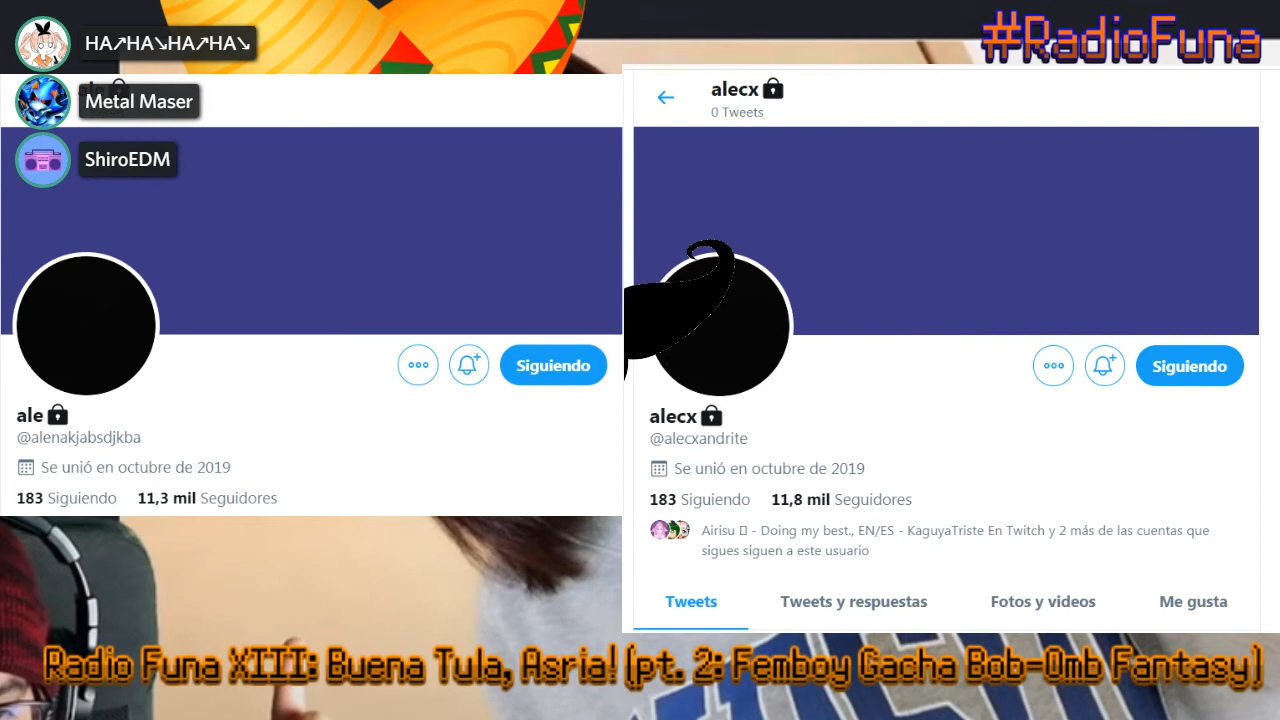 HA↗HA↘HA↗HA↘
#RadioFuna
Metal Maser
ShiroEDM
ale
@alenakjabsdjkba
Se unió en octubre de 2019
183 Siguiendo 11,3 mil Seguidores
Siguiendo
alecx
0 Tweets
Siguiendo
alecx
@alecxandrite
Se unió en octubre de 2019
183 Siguiendo 11,8 mil Seguidores
Airisu - Doing my best., EN/ES - KaguyaTriste En Twitch y 2 más de las cuentas que
sigues siguen a este usuario
Tweets Tweets y respuestas Fotos y videos Me gusta
Radio Funa XIII: Buena Tula, Asria! (pt. 2: Femboy Gacha Bob-Omb Fantasy)